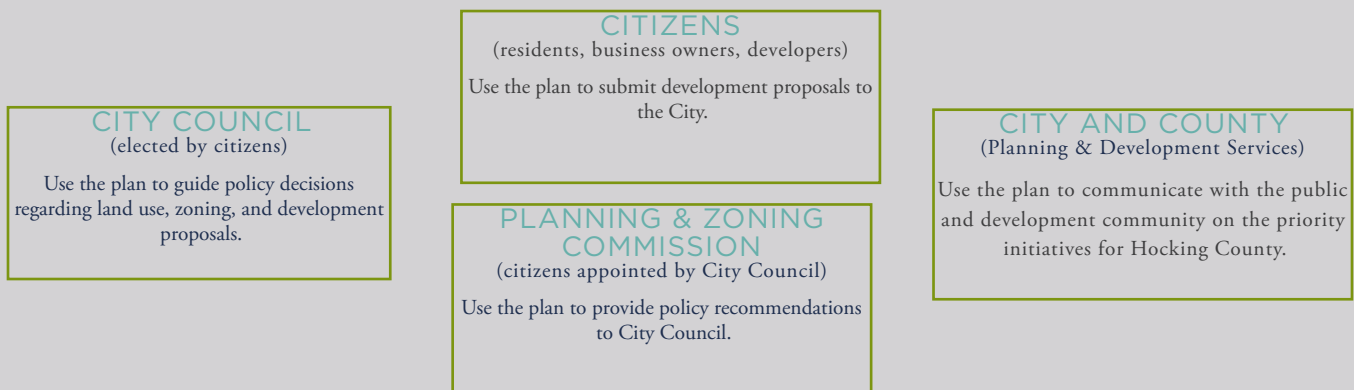 CITY COUNCIL
(elected by citizens)
Use the plan to guide policy decisions
regarding land use, zoning, and development
proposals.
CITIZENS
(residents, business owners, developers)
Use the plan to submit development proposals to
the City.
PLANNING & ZONING
COMMISSION
(citizens appointed by City Council)
Use the plan to provide policy recommendations
to City Council.
CITY AND COUNTY
(Planning & Development Services)
Use the plan to communicate with the public
and development community on the priority
initiatives for Hocking County.